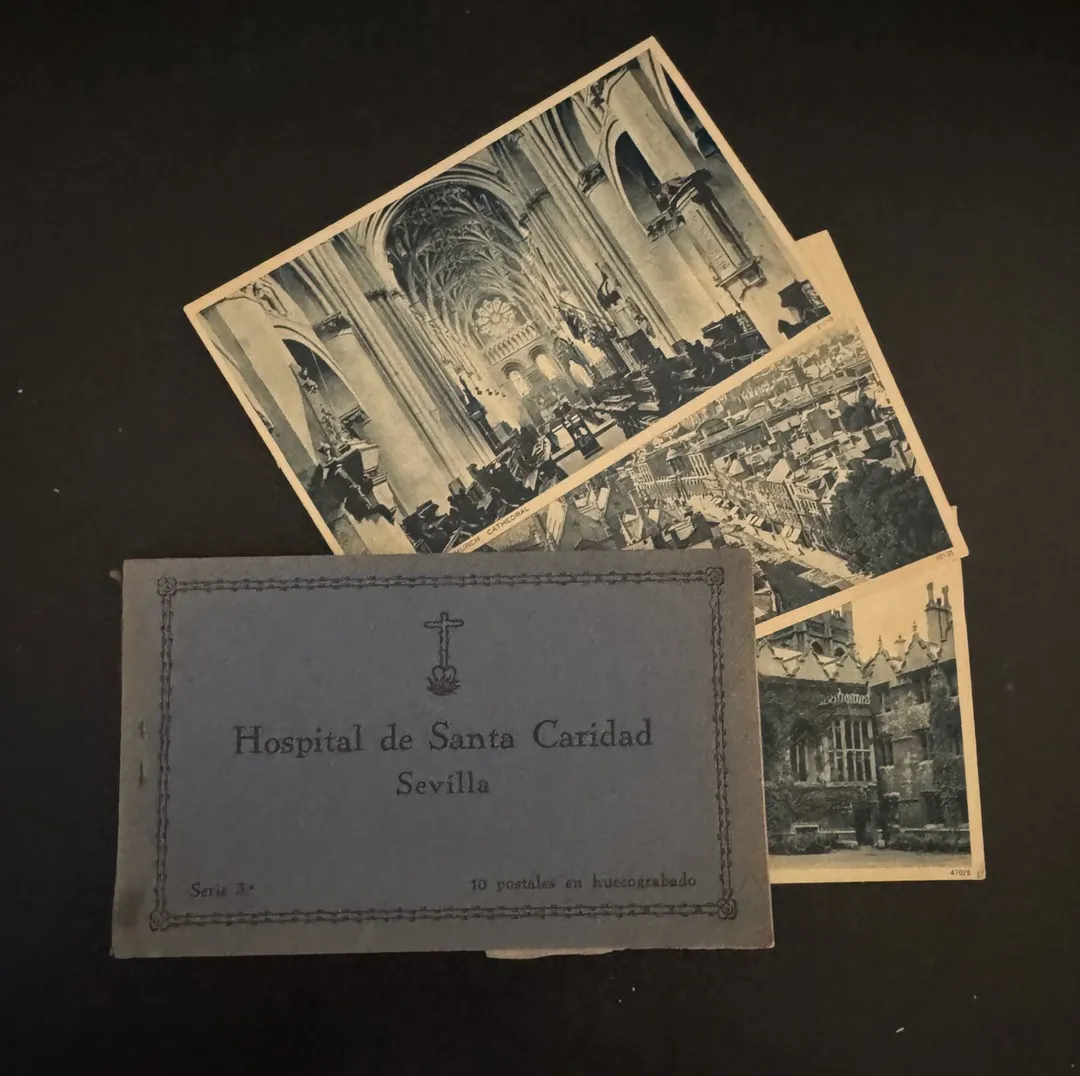 CATHEDRAL
Hospital de Santa Caridad
Sevilla
Serie 3.ª
10 postales en huecograbado